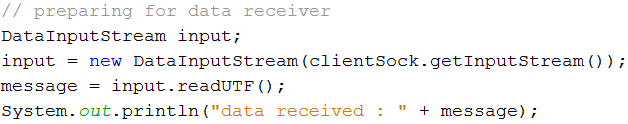 // preparing for data receiver
DataInputStream input;
input = new DataInputStream(clientSock.getInputStream());
message = input.readUTF();
System.out.println("data received : " + message);